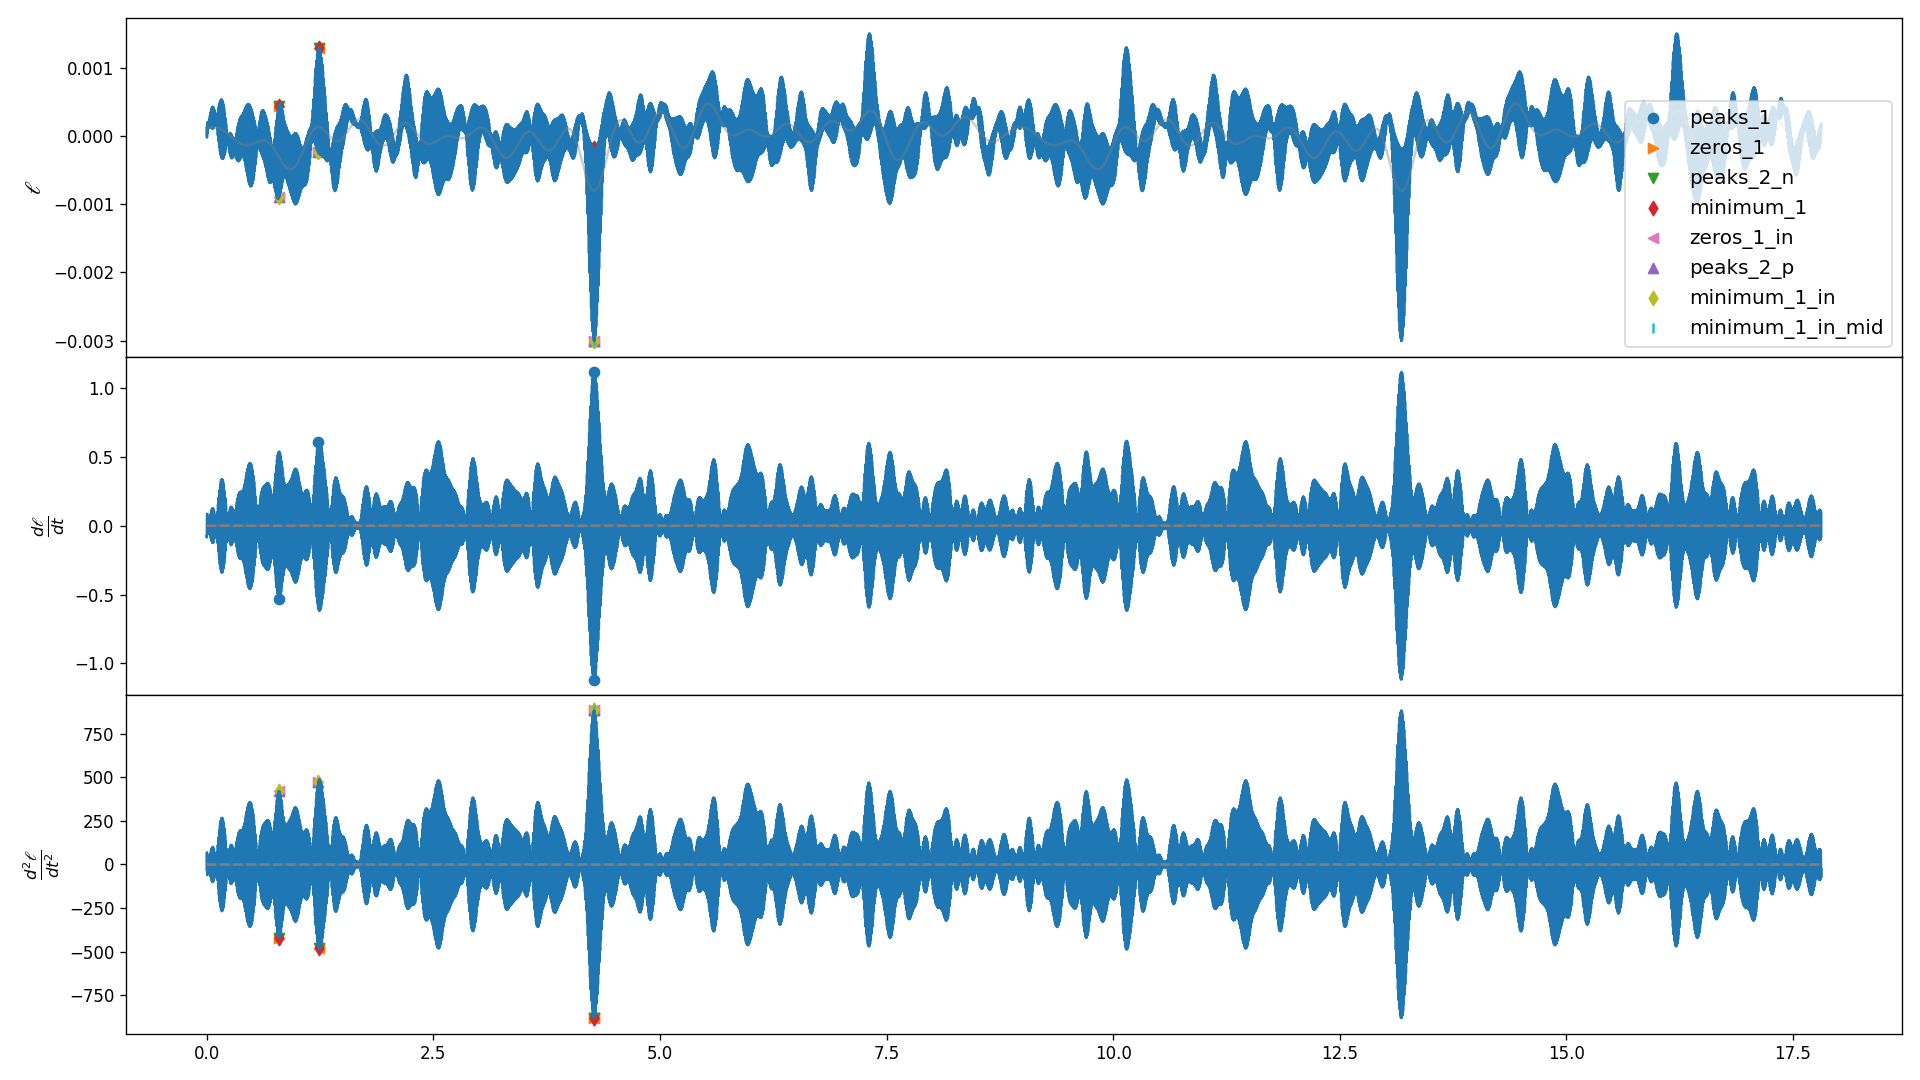 0.001
0.000
−0.001
−0.002
−0.003
ℓ
peaks_1
zeros_1
peaks_2_n
minimum_1
zeros_1_in
peaks_2_p
minimum_1_in
minimum_1_in_mid
1.0
0.5
0.0
−0.5
−1.0
dℓ
dt
750
500
250
0
−250
−500
−750
d²ℓ
dt²
0.0 2.5 5.0 7.5 10.0 12.5 15.0 17.5